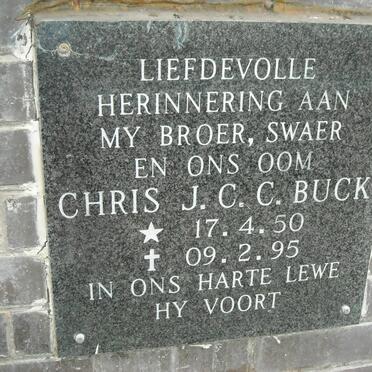 LIEFDEVOLLE
HERINNERING AAN
MY BROER, SWAER
EN ONS OOM
CHRIS J. C. C. BUCK
★ 17. 4. 50
✝ 09. 2. 95
IN ONS HARTE LEWE
HY VOORT